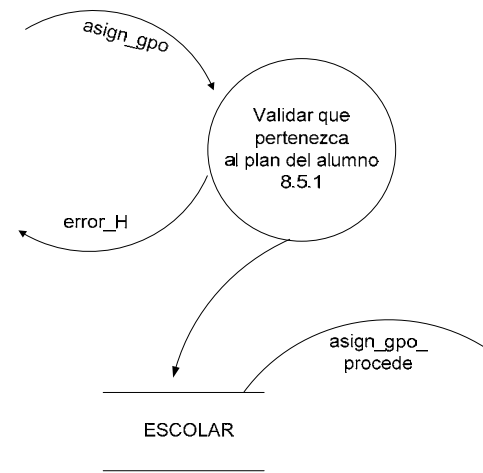 asign_gpo
Validar que
pertenezca
al plan del alumno
8.5.1
error_H
asign_gpo_
procede
ESCOLAR